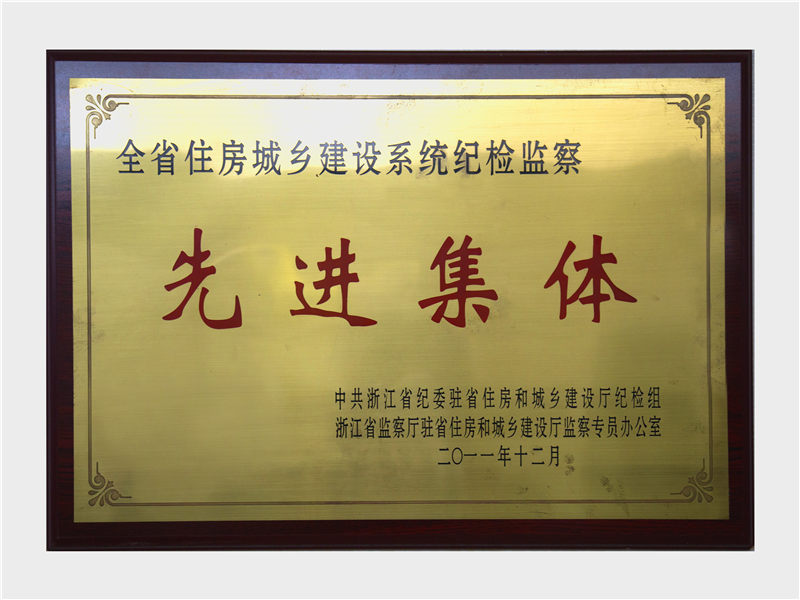 全省住房城乡建设系统纪检监察
先进集体
中共浙江省纪委驻省住房和城乡建设厅纪检组
浙江省监察厅驻省住房和城乡建设厅监察专员办公室
二〇一一年十二月